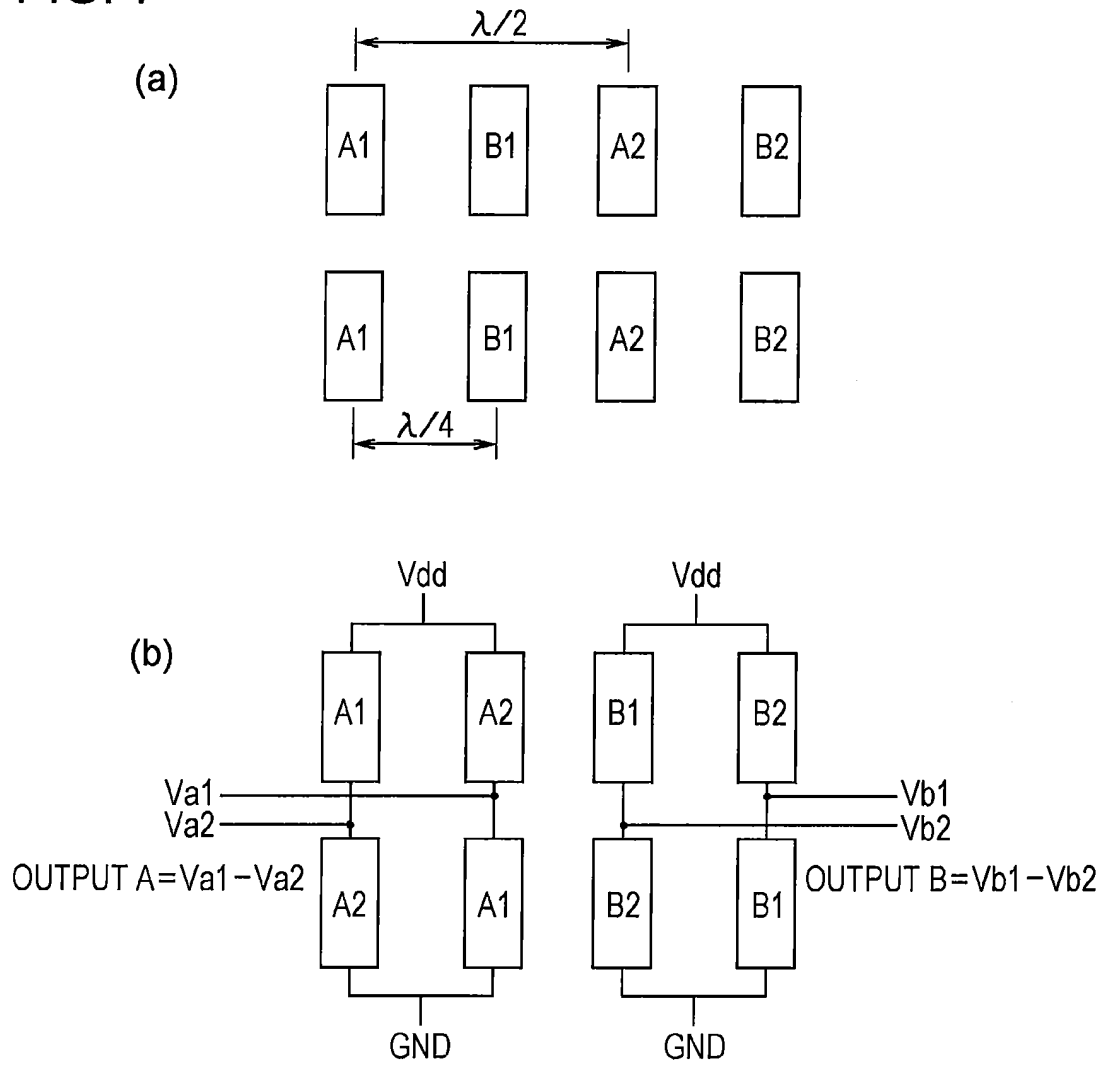 λ/2
(a)
A1 B1 A2 B2
A1 B1 A2 B2
λ/4
Vdd Vdd
(b)
A1 A2 B1 B2
Va1 Vb1
Va2 Vb2
OUTPUT A=Va1-Va2 OUTPUT B=Vb1-Vb2
A2 A1 B2 B1
GND GND